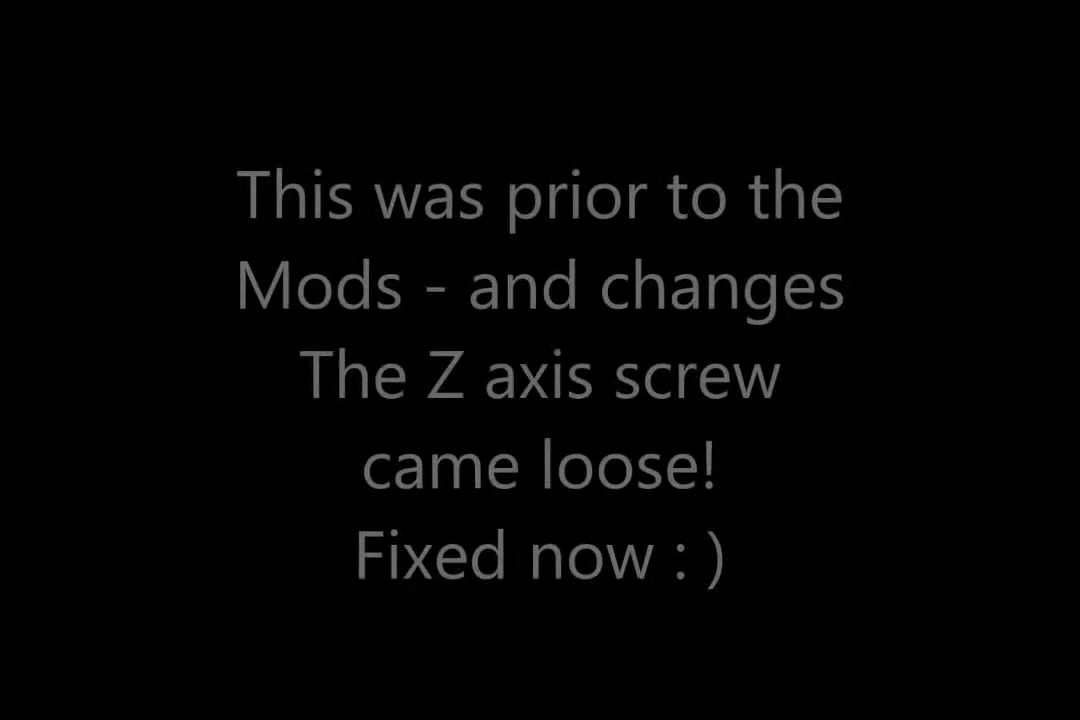 This was prior to the
Mods - and changes
The Z axis screw
came loose!
Fixed now : )